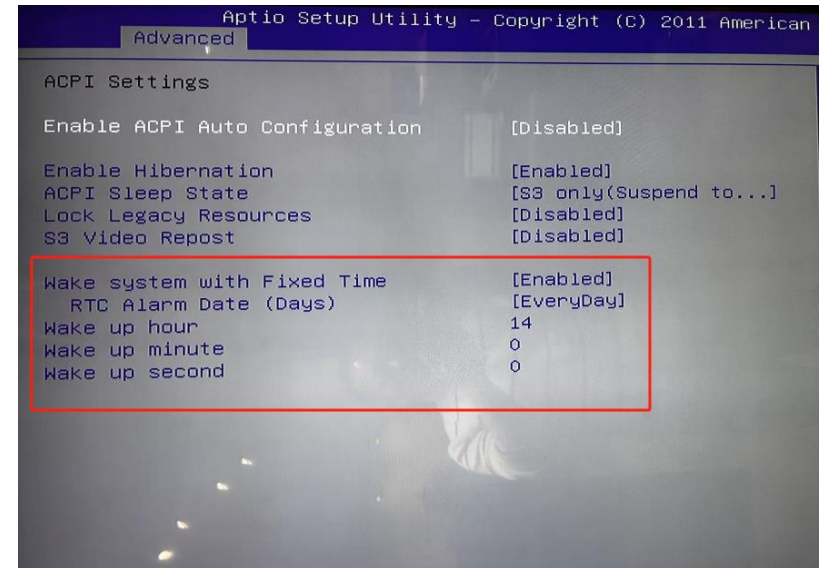 Aptio Setup Utility – Copyright (C) 2011 American
Advanced
ACPI Settings
Enable ACPI Auto Configuration [Disabled]
Enable Hibernation [Enabled]
ACPI Sleep State [S3 only(Suspend to...]
Lock Legacy Resources [Disabled]
S3 Video Repost [Disabled]
Wake system with Fixed Time [Enabled]
RTC Alarm Date (Days) [EveryDay]
Wake up hour 14
Wake up minute 0
Wake up second 0